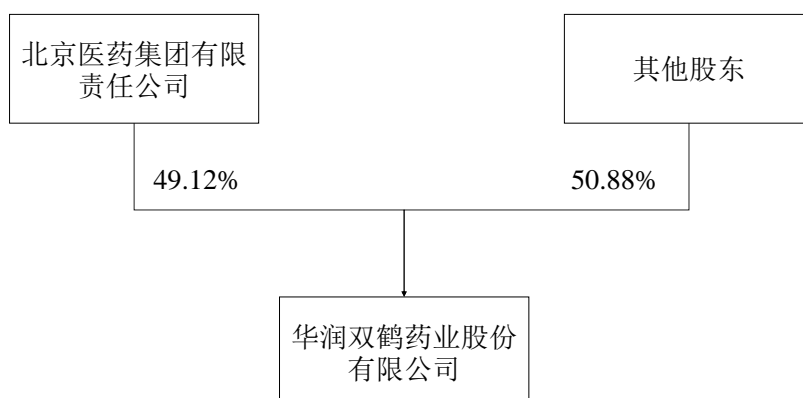 北京医药集团有限
责任公司
其他股东
49.12%
50.88%
华润双鹤药业股份
有限公司